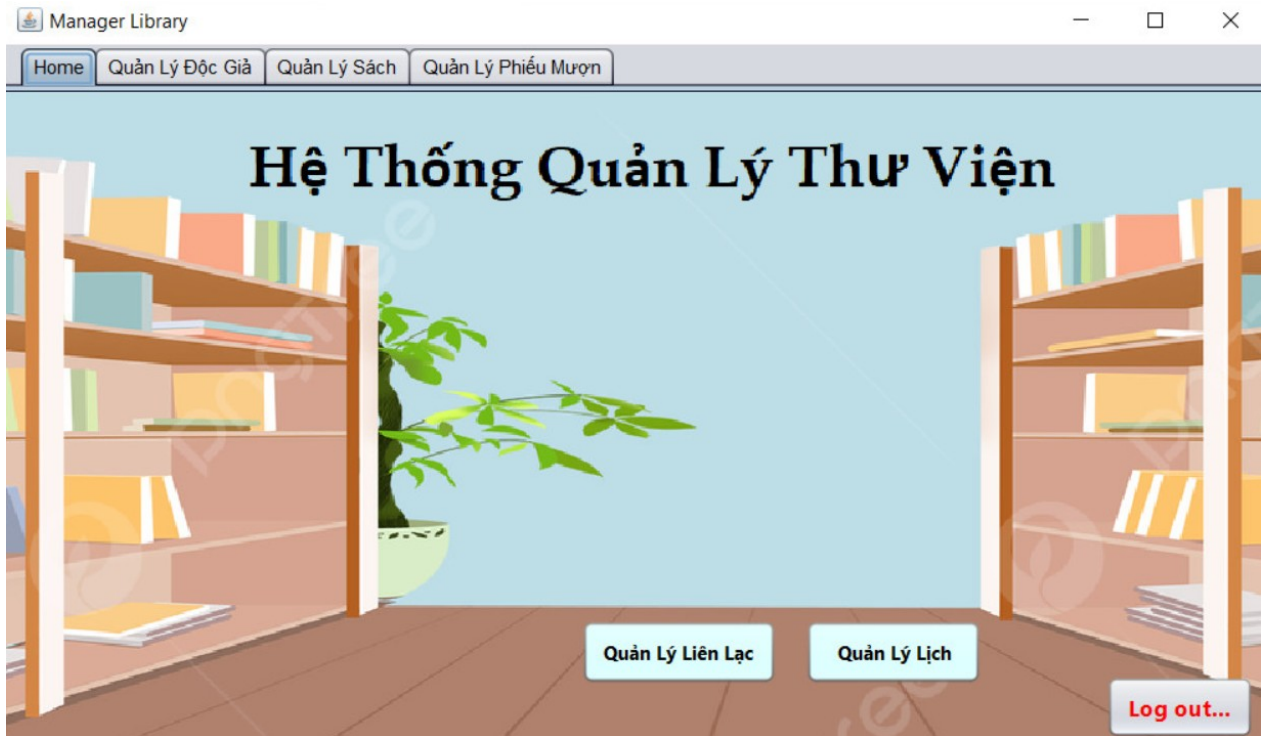 Manager Library
Home Quản Lý Độc Giả Quản Lý Sách Quản Lý Phiếu Mượn
Hệ Thống Quản Lý Thư Viện
pngtree
Quản Lý Liên Lạc Quản Lý Lịch
Log out...